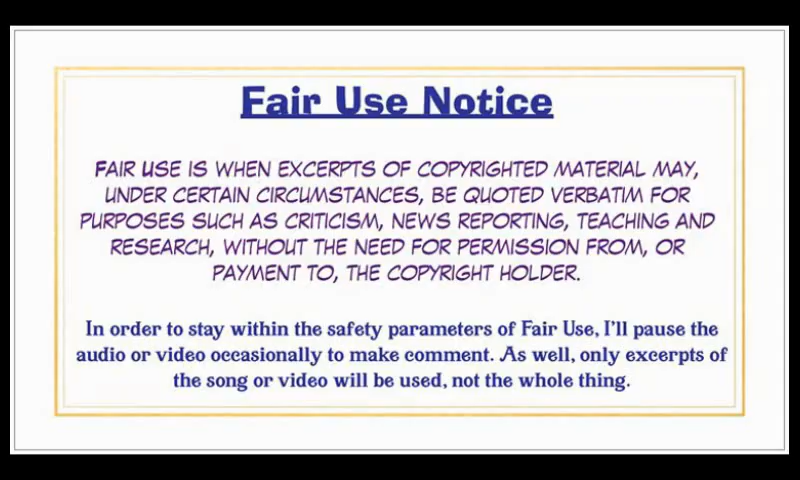 Fair Use Notice
FAIR USE IS WHEN EXCERPTS OF COPYRIGHTED MATERIAL MAY,
UNDER CERTAIN CIRCUMSTANCES, BE QUOTED VERBATIM FOR
PURPOSES SUCH AS CRITICISM, NEWS REPORTING, TEACHING AND
RESEARCH, WITHOUT THE NEED FOR PERMISSION FROM, OR
PAYMENT TO, THE COPYRIGHT HOLDER.
In order to stay within the safety parameters of Fair Use, I'll pause the
audio or video occasionally to make comment. As well, only excerpts of
the song or video will be used, not the whole thing.